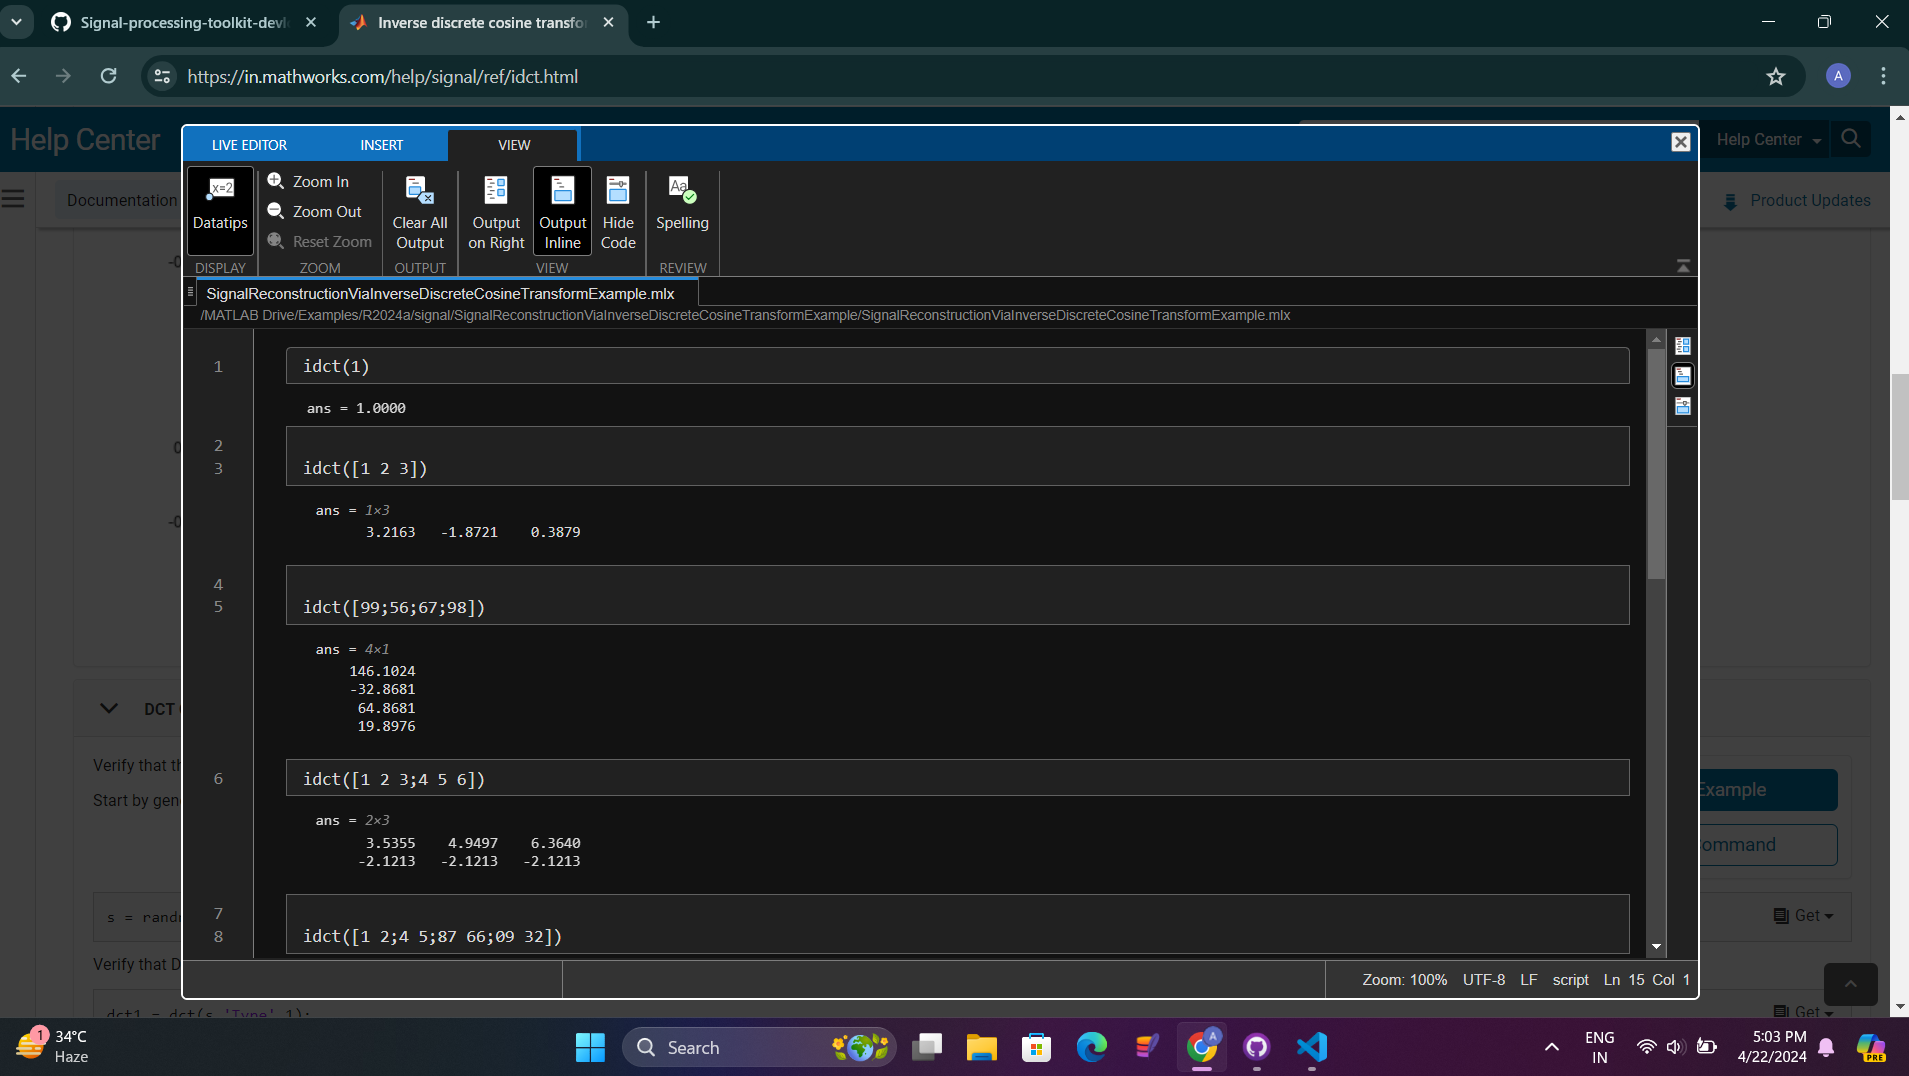 Signal-processing-toolkit-devl
Inverse discrete cosine transfo
https://in.mathworks.com/help/signal/ref/idct.html
A
Help Center
Help Center
Documentation
Product Updates
LIVE EDITOR
INSERT
VIEW
x=2
Datatips
DISPLAY
Zoom In
Zoom Out
Reset Zoom
ZOOM
Clear All
Output
OUTPUT
Output
on Right
Output
Inline
Hide
Code
VIEW
Aa
Spelling
REVIEW
SignalReconstructionViaInverseDiscreteCosineTransformExample.mlx
/MATLAB Drive/Examples/R2024a/signal/SignalReconstructionViaInverseDiscreteCosineTransformExample/SignalReconstructionViaInverseDiscreteCosineTransformExample.mlx
1 idct(1)
ans = 1.0000
2
3 idct([1 2 3])
ans = 1×3
3.2163 -1.8721 0.3879
4
5 idct([99;56;67;98])
ans = 4×1
146.1024
-32.8681
64.8681
19.8976
6 idct([1 2 3;4 5 6])
ans = 2×3
3.5355 4.9497 6.3640
-2.1213 -2.1213 -2.1213
7
8 idct([1 2;4 5;87 66;09 32])
Zoom: 100% UTF-8 LF script Ln 15 Col 1
-0
0
-0
DCT
Verify that th
Start by gen
Example
ommand
s = rand
Get
Verify that D
dct1 = dct(s,'Type',1);
Get
1
34°C
Haze
Search
A
ENG
IN
5:03 PM
4/22/2024
PRE